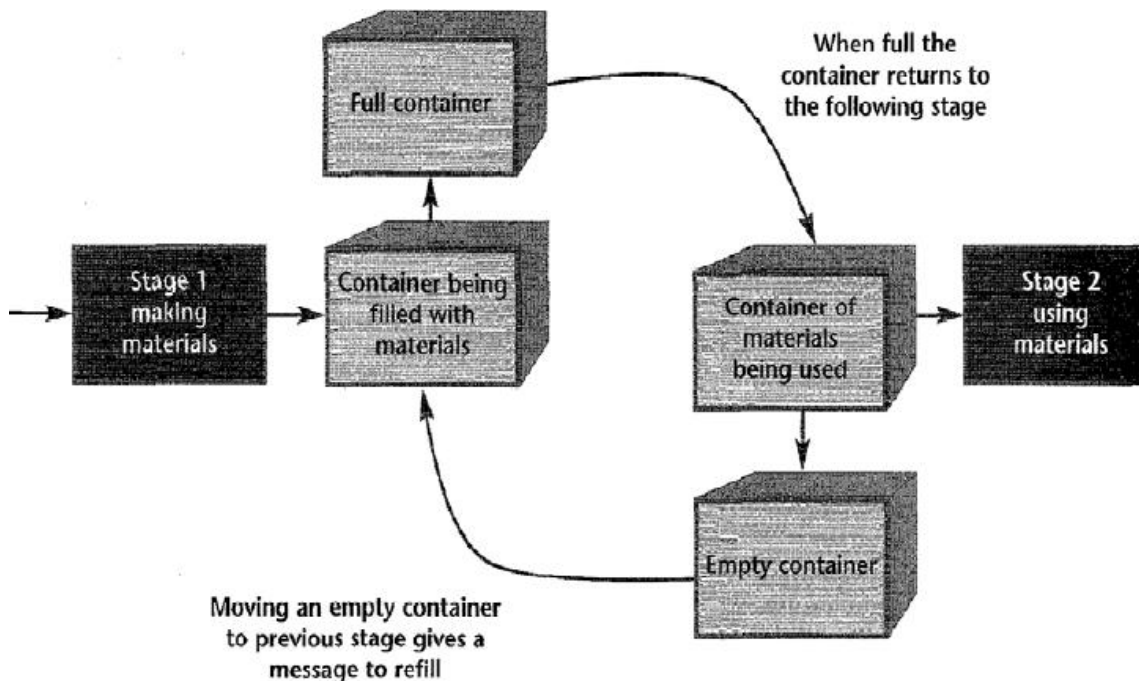 Full container
When full the
container returns to
the following stage
Stage 1
making
materials
Container being
filled with
materials
Container of
materials
being used
Stage 2
using
materials
Empty container
Moving an empty container
to previous stage gives a
message to refill